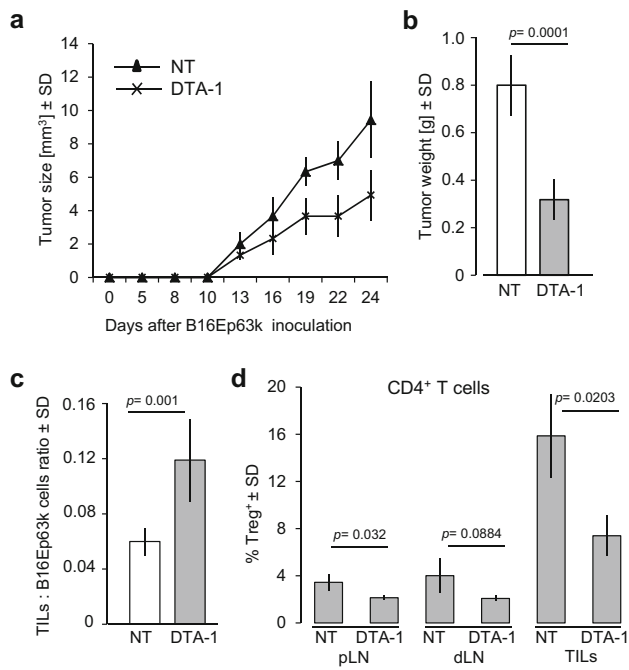 a
14
12
10
8
6
4
2
0
Tumor size [mm³] ± SD
NT
DTA-1
0 5 8 10 13 16 19 22 24
Days after B16Ep63k inoculation
b
p= 0.0001
1.0
0.8
0.6
0.4
0.2
0
Tumor weight [g] ± SD
NT DTA-1
c
p= 0.001
0.16
0.12
0.08
0.04
0
TILs : B16Ep63k cells ratio ± SD
NT DTA-1
d
CD4⁺ T cells
20
16
12
8
4
0
% Treg⁺ ± SD
p= 0.032
p= 0.0884
p= 0.0203
NT DTA-1 NT DTA-1 NT DTA-1
pLN dLN TILs